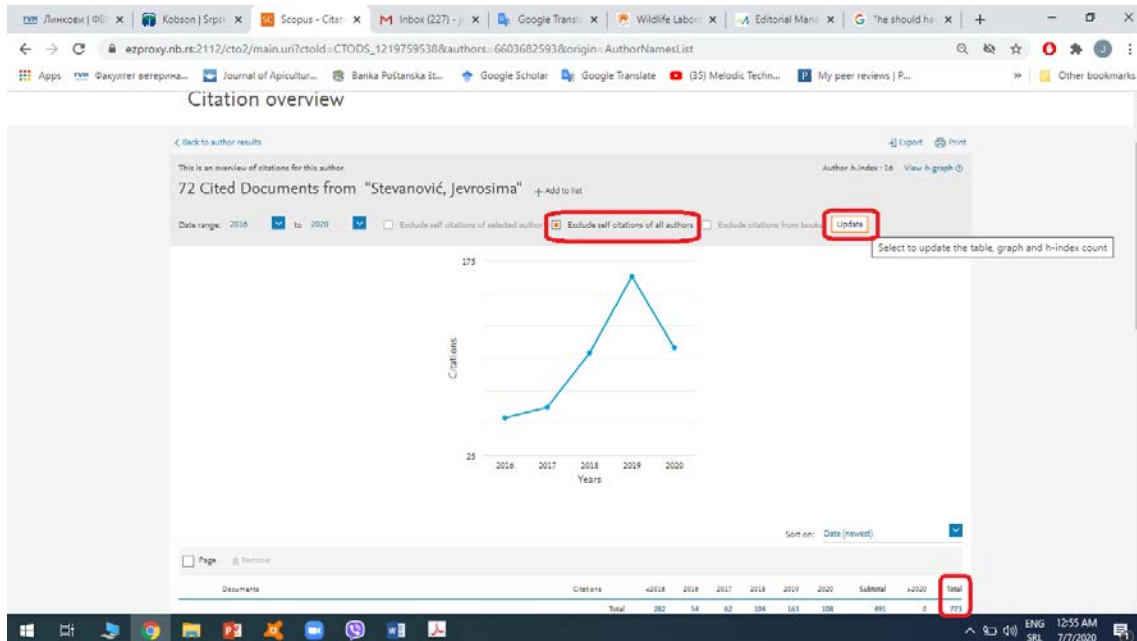 Линкови | ФВ
Kobson | Srpsk
Scopus - Citat
Inbox (227) - j
Google Transla
Wildlife Labor
Editorial Man
"he should ha
ezproxy.nb.rs:2112/cto2/main.uri?ctoId=CTODS_1219759538&authors=6603682593&origin=AuthorNamesList
Apps
Факултет ветерина...
Journal of Apicultur...
Banka Poštanska št...
Google Scholar
Google Translate
(35) Melodic Techn...
My peer reviews | P...
Other bookmarks
Citation overview
Back to author results
Export
Print
This is an overview of citations for this author.
Author h-index : 16 View h-graph
72 Cited Documents from "Stevanović, Jevrosima" + Add to list
Date range: 2016 to 2020
Exclude self citations of selected author
Exclude self citations of all authors
Exclude citations from books
Update
Select to update the table, graph and h-index count
175
Citations
25
2016 2017 2018 2019 2020
Years
Sort on: Date (newest)
Page Remove
Documents Citations <2016 2016 2017 2018 2019 2020 Subtotal >2020 Total
Total 282 54 62 104 163 108 491 0 773
ENG 12:55 AM
SRL 7/7/2020